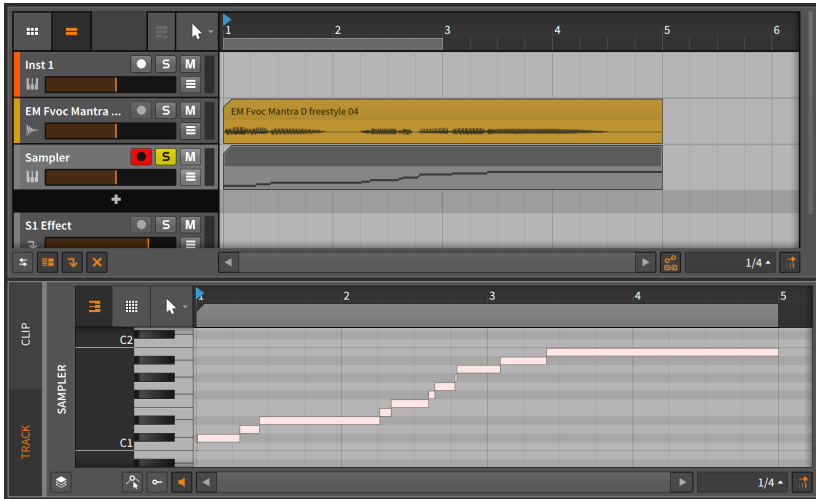 1 2 3 4 5 6
Inst 1 S M
EM Fvoc Mantra ... S M
EM Fvoc Mantra D freestyle 04
Sampler S M
+
S1 Effect S M
1/4
1 2 3 4 5
CLIP
TRACK
SAMPLER
C2
C1
1/4